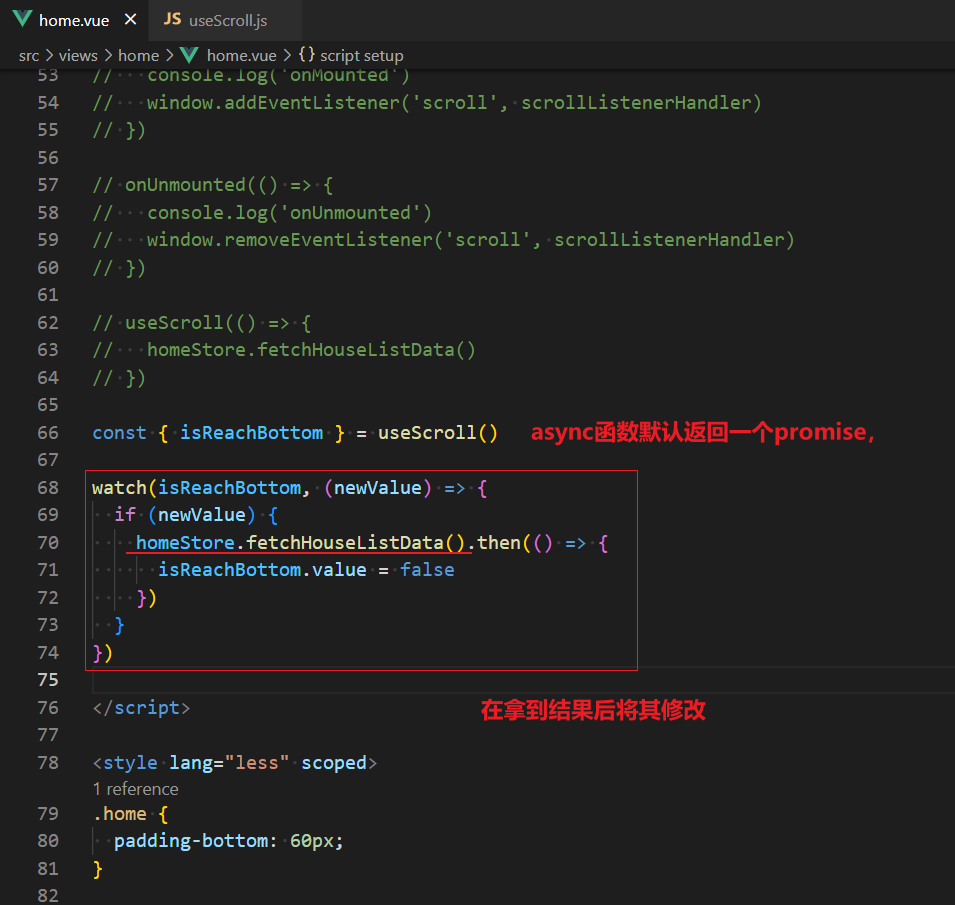 home.vue × JS useScroll.js
src > views > home > home.vue > {} script setup
53 //   console.log('onMounted')
54 //   window.addEventListener('scroll', scrollListenerHandler)
55 // })
56
57 // onUnmounted(() => {
58 //   console.log('onUnmounted')
59 //   window.removeEventListener('scroll', scrollListenerHandler)
60 // })
61
62 // useScroll(() => {
63 //   homeStore.fetchHouseListData()
64 // })
65
66 const { isReachBottom } = useScroll() async函数默认返回一个promise，
67
68 watch(isReachBottom, (newValue) => {
69   if (newValue) {
70     homeStore.fetchHouseListData().then(() => {
71       isReachBottom.value = false
72     })
73   }
74 })
75
76 </script> 在拿到结果后将其修改
77
78 <style lang="less" scoped>
1 reference
79 .home {
80   padding-bottom: 60px;
81 }
82